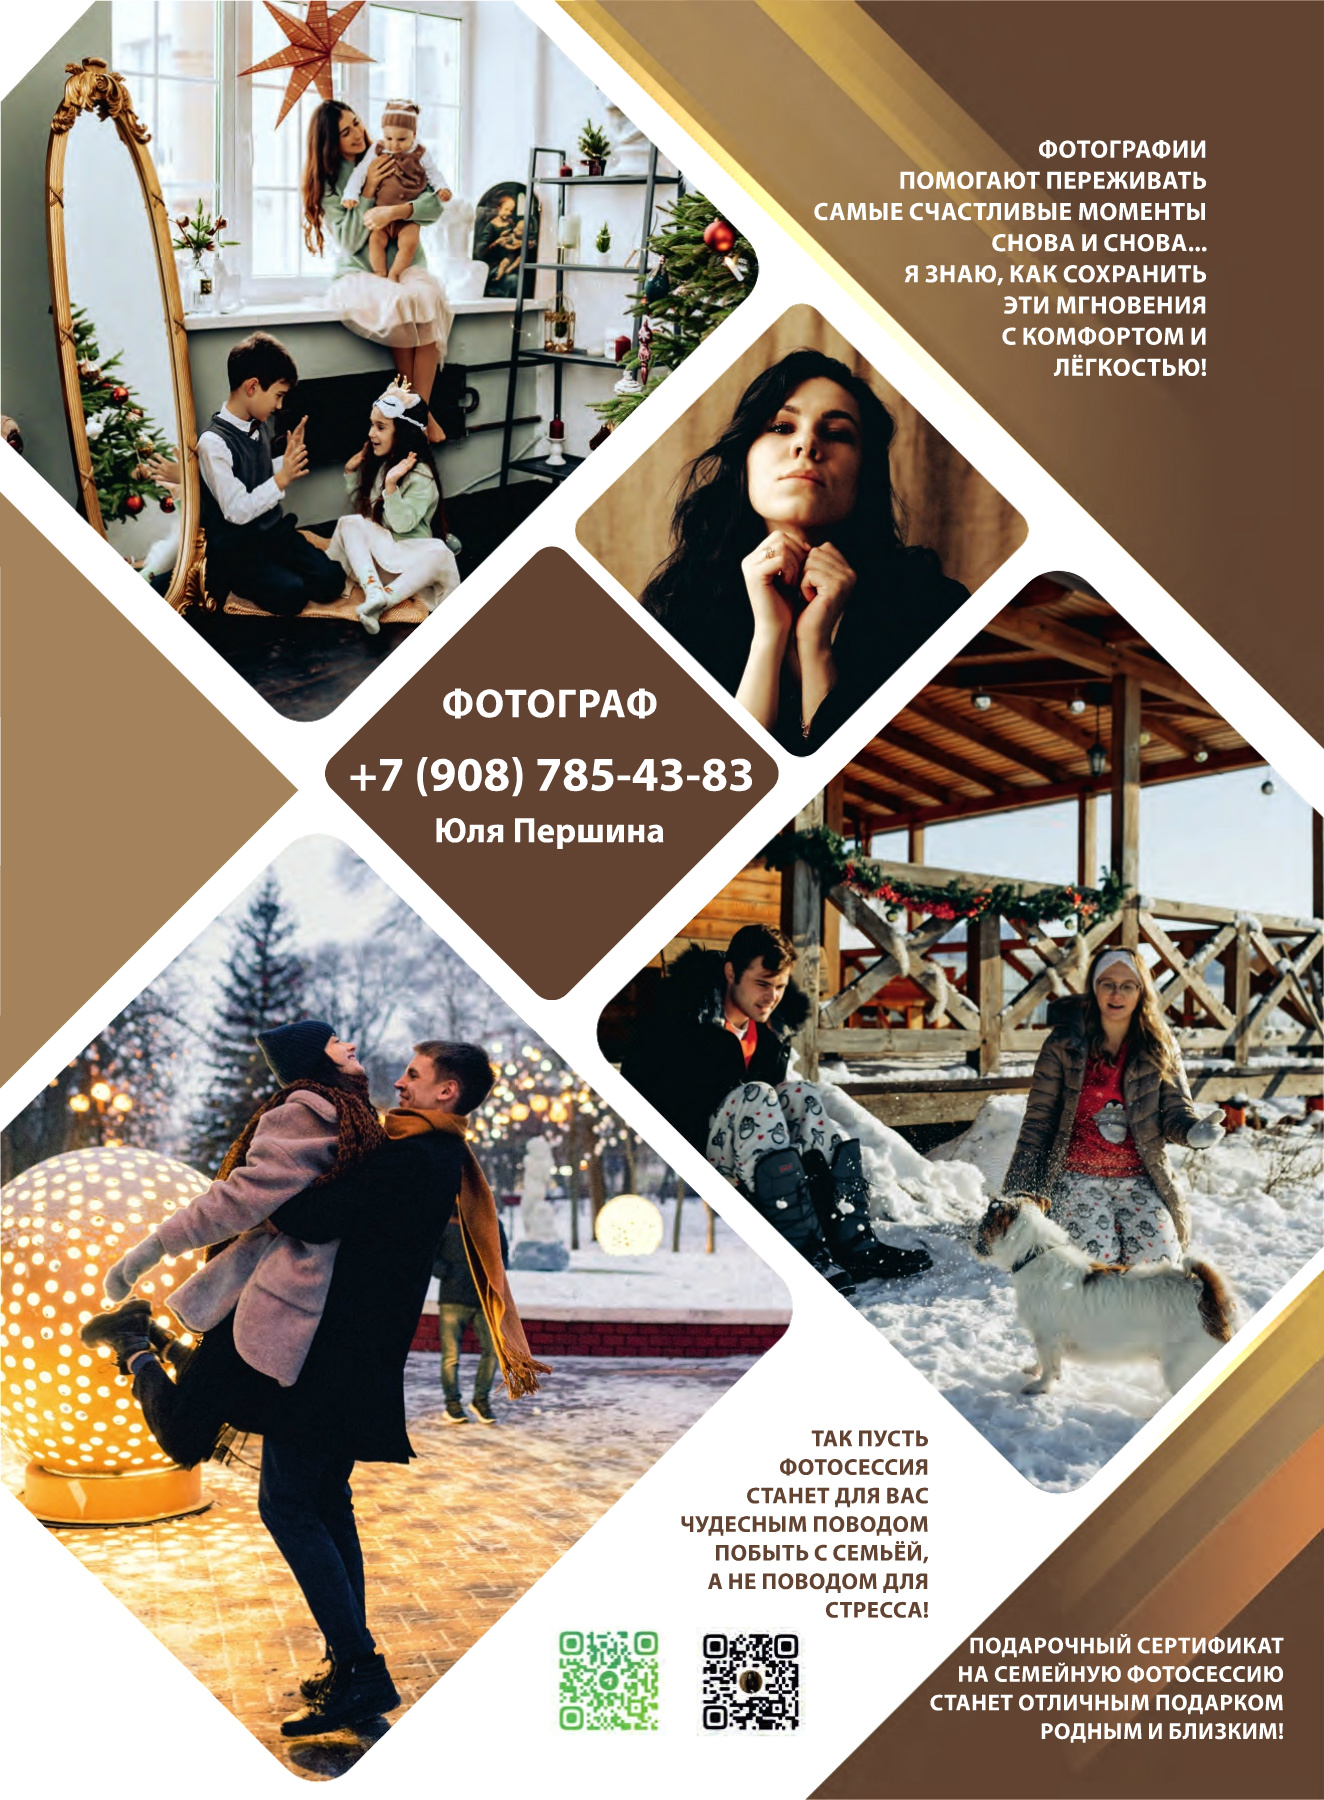 ФОТОГРАФИИ
ПОМОГАЮТ ПЕРЕЖИВАТЬ
САМЫЕ СЧАСТЛИВЫЕ МОМЕНТЫ
СНОВА И СНОВА...
Я ЗНАЮ, КАК СОХРАНИТЬ
ЭТИ МГНОВЕНИЯ
С КОМФОРТОМ И
ЛЁГКОСТЬЮ!
ФОТОГРАФ
+7 (908) 785-43-83
Юля Першина
ТАК ПУСТЬ
ФОТОСЕССИЯ
СТАНЕТ ДЛЯ ВАС
ЧУДЕСНЫМ ПОВОДОМ
ПОБЫТЬ С СЕМЬЁЙ,
А НЕ ПОВОДОМ ДЛЯ
СТРЕССА!
ПОДАРОЧНЫЙ СЕРТИФИКАТ
НА СЕМЕЙНУЮ ФОТОСЕССИЮ
СТАНЕТ ОТЛИЧНЫМ ПОДАРКОМ
РОДНЫМ И БЛИЗКИМ!